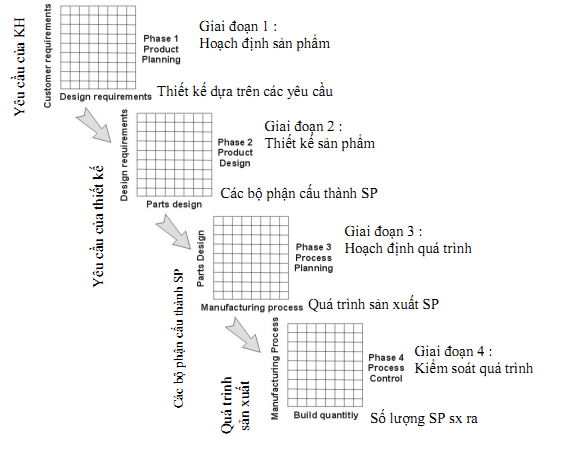 Yêu cầu của KH
Customer requirements
Phase 1
Product
Planning
Giai đoạn 1 :
Hoạch định sản phẩm
Design requirements
Thiết kế dựa trên các yêu cầu
Yêu cầu của thiết kế
Design requirements
Phase 2
Product
Design
Giai đoạn 2 :
Thiết kế sản phẩm
Parts design
Các bộ phận cấu thành SP
Các bộ phận cấu thành SP
Parts Design
Phase 3
Process
Planning
Giai đoạn 3 :
Hoạch định quá trình
Manufacturing process
Quá trình sản xuất SP
Quá trình
sản xuất
Manufacturing Process
Phase 4
Process
Control
Giai đoạn 4 :
Kiểm soát quá trình
Build quantitiy
Số lượng SP sx ra